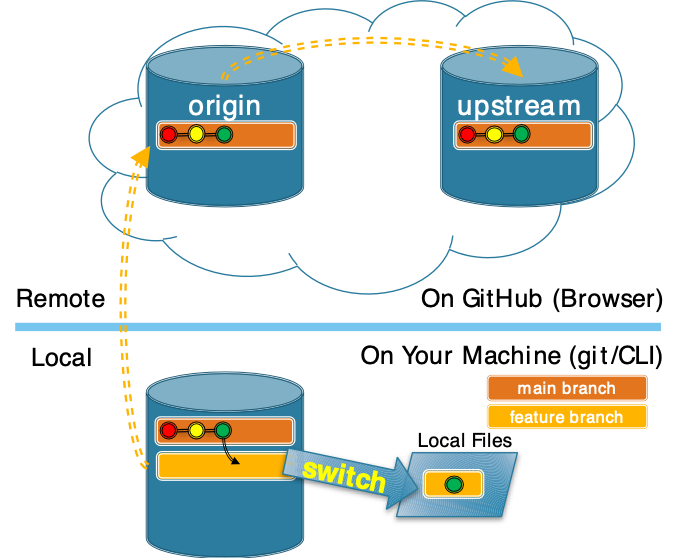 origin
upstream
Remote
On GitHub (Browser)
Local
On Your Machine (git/CLI)
main branch
feature branch
Local Files
switch